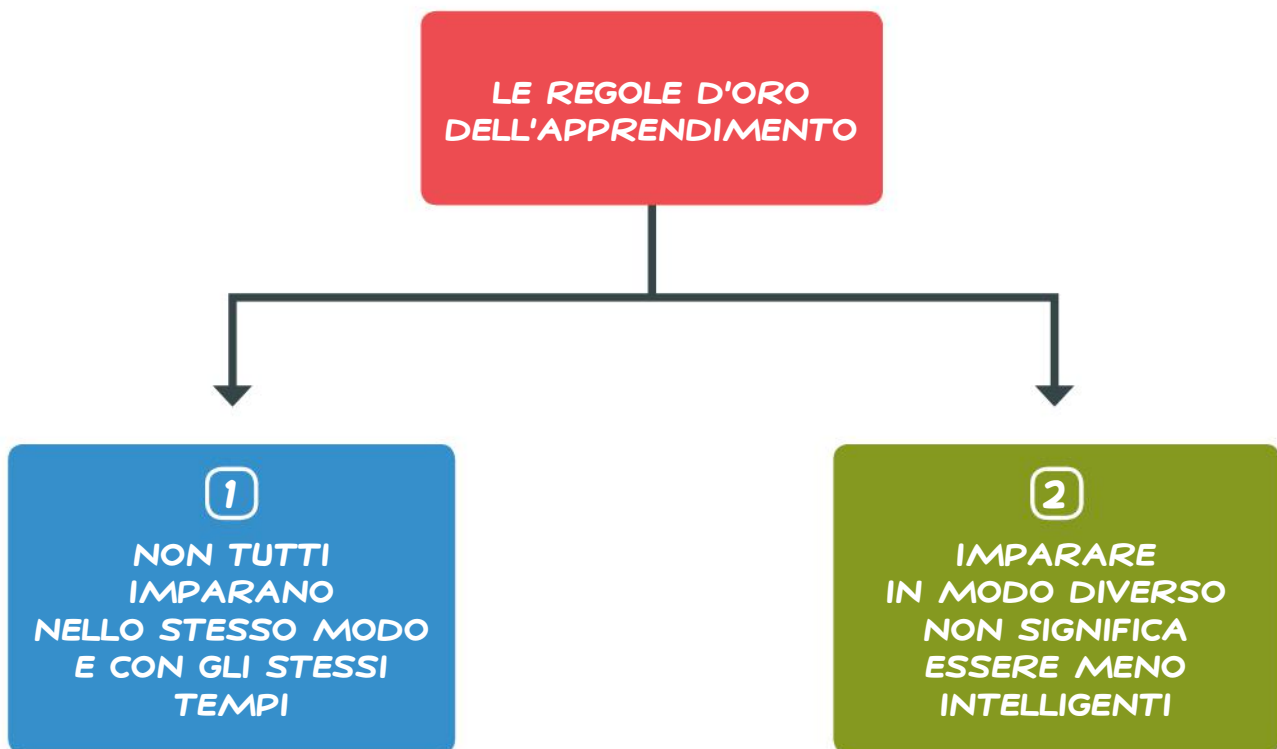 LE REGOLE D'ORO
DELL'APPRENDIMENTO
1
NON TUTTI
IMPARANO
NELLO STESSO MODO
E CON GLI STESSI
TEMPI
2
IMPARARE
IN MODO DIVERSO
NON SIGNIFICA
ESSERE MENO
INTELLIGENTI